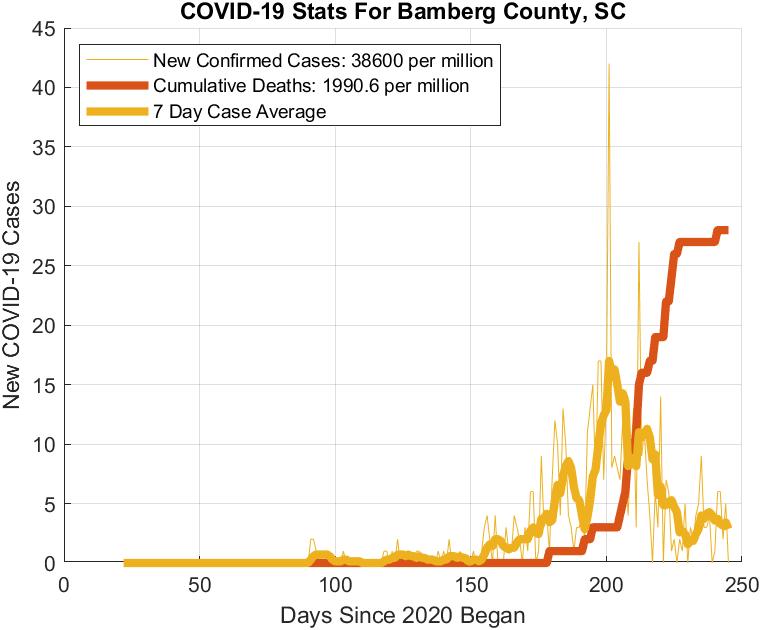 COVID-19 Stats For Bamberg County, SC
New Confirmed Cases: 38600 per million
Cumulative Deaths: 1990.6 per million
7 Day Case Average
New COVID-19 Cases
45
40
35
30
25
20
15
10
5
0
0 50 100 150 200 250
Days Since 2020 Began